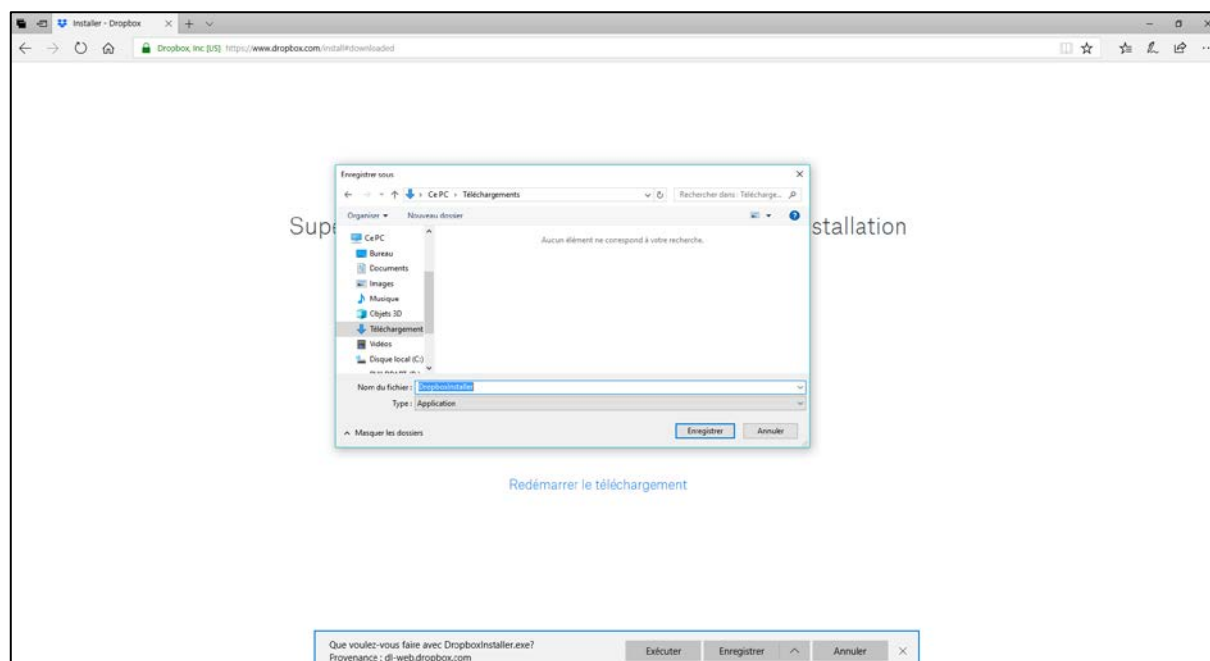 Installer - Dropbox
Dropbox, Inc [US] https://www.dropbox.com/install#downloaded
Enregistrer sous
Ce PC > Téléchargements
Rechercher dans : Télécharge...
Organiser
Nouveau dossier
Supe
stallation
Ce PC
Aucun élément ne correspond à votre recherche.
Bureau
Documents
Images
Musique
Objets 3D
Téléchargement
Vidéos
Disque local (C:)
Nom du fichier :
DropboxInstaller
Type :
Application
Masquer les dossiers
Enregistrer
Annuler
Redémarrer le téléchargement
Que voulez-vous faire avec DropboxInstaller.exe?
Provenance : dl-web.dropbox.com
Exécuter
Enregistrer
Annuler